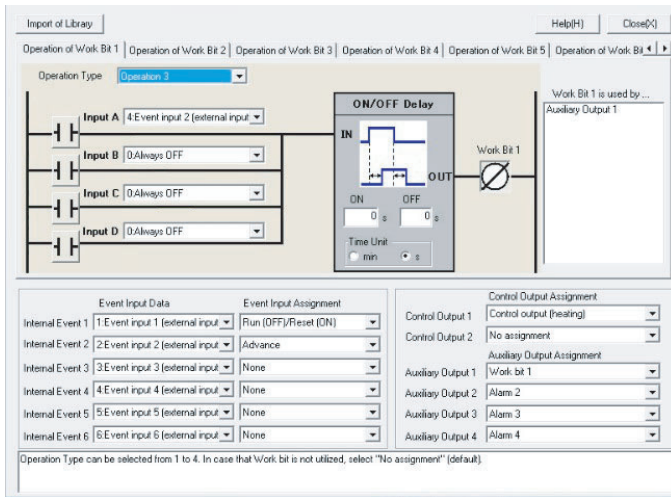 Import of Library Help(H) Close(X)
Operation of Work Bit 1 Operation of Work Bit 2 Operation of Work Bit 3 Operation of Work Bit 4 Operation of Work Bit 5 Operation of Work Bit
Operation Type Operation 3
Work Bit 1 is used by ...
Auxiliary Output 1
Input A 4:Event input 2 (external input
Input B 0:Always OFF
Input C 0:Always OFF
Input D 0:Always OFF
ON/OFF Delay
IN
OUT
ON OFF
0 s 0 s
Time Unit
min s
Work Bit 1
Event Input Data Event Input Assignment
Internal Event 1 1:Event input 1 (external input Run (OFF)/Reset (ON)
Internal Event 2 2:Event input 2 (external input Advance
Internal Event 3 3:Event input 3 (external input None
Internal Event 4 4:Event input 4 (external input None
Internal Event 5 5:Event input 5 (external input None
Internal Event 6 6:Event input 6 (external input None
Control Output Assignment
Control Output 1 Control output (heating)
Control Output 2 No assignment
Auxiliary Output Assignment
Auxiliary Output 1 Work bit 1
Auxiliary Output 2 Alarm 2
Auxiliary Output 3 Alarm 3
Auxiliary Output 4 Alarm 4
Operation Type can be selected from 1 to 4. In case that Work bit is not utilized, select "No assignment" (default).